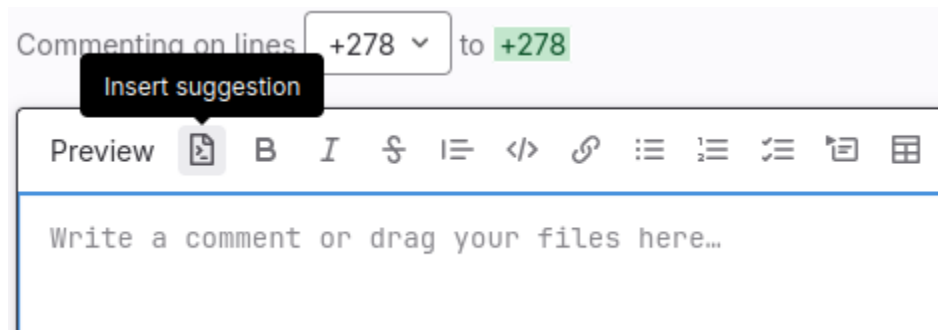 Commenting on lines +278 to +278
Insert suggestion
Preview B I S
Write a comment or drag your files here…